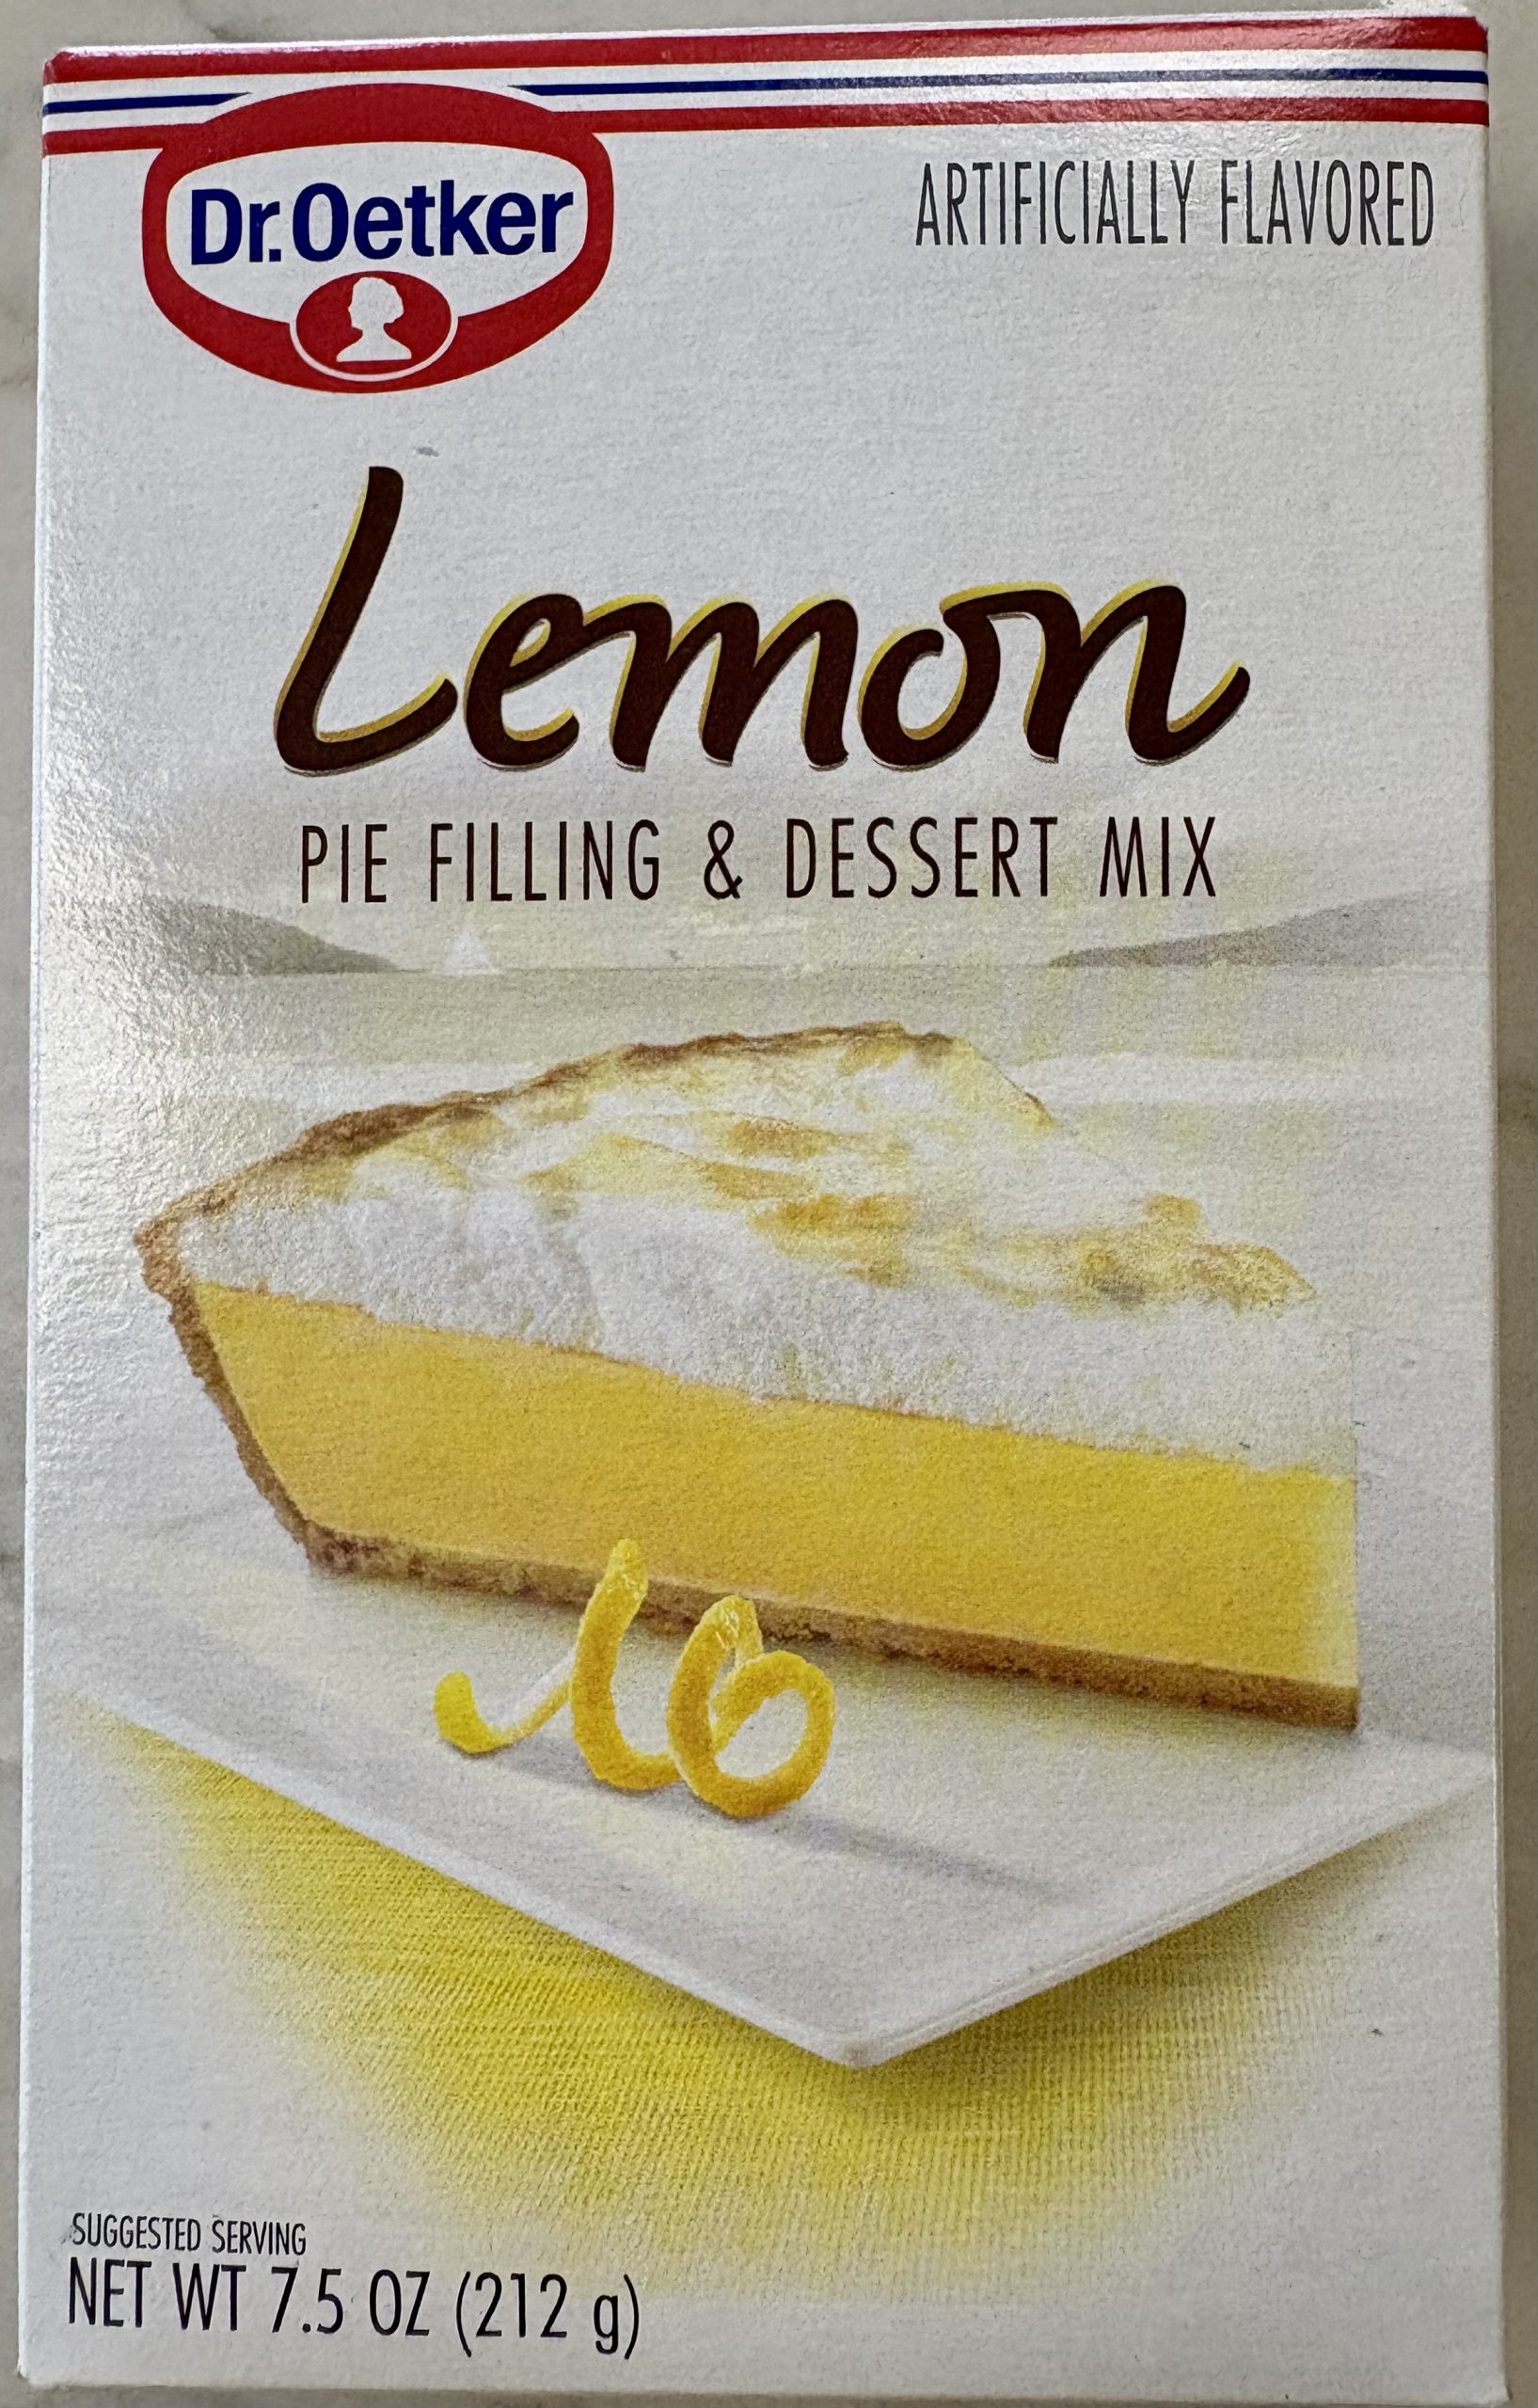 Dr.Oetker
ARTIFICIALLY FLAVORED
Lemon
PIE FILLING & DESSERT MIX
SUGGESTED SERVING
NET WT 7.5 OZ (212 g)